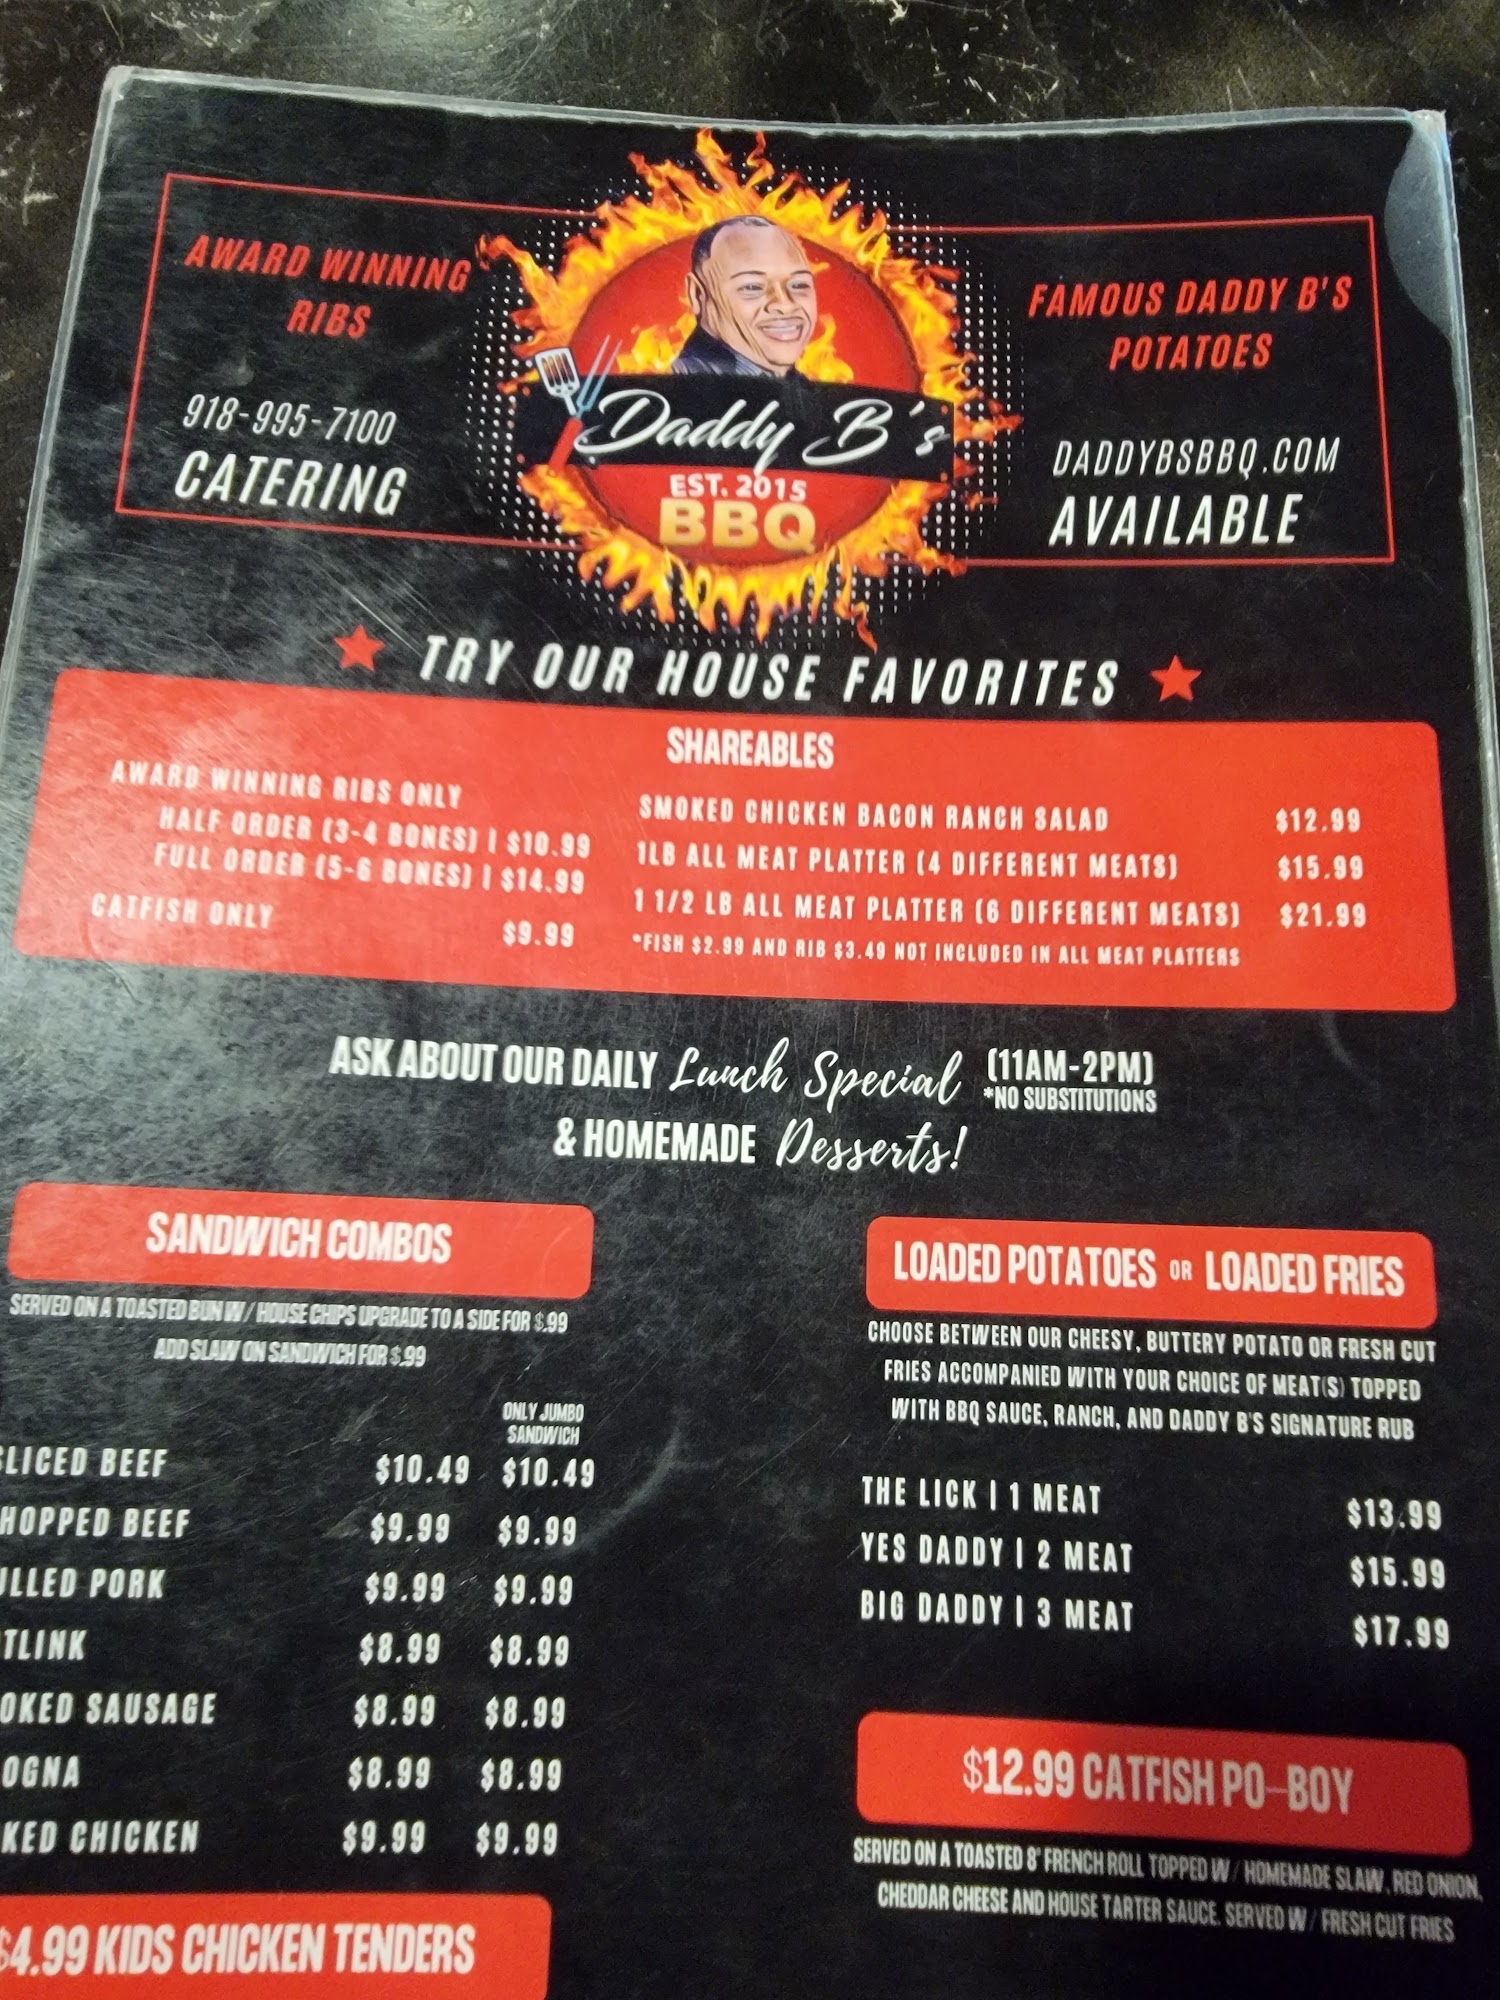 AWARD WINNING
RIBS
918-995-7100
CATERING
Daddy B's
EST. 2015
BBQ
FAMOUS DADDY B'S
POTATOES
DADDYBSBBQ.COM
AVAILABLE
TRY OUR HOUSE FAVORITES
SHAREABLES
AWARD WINNING RIBS ONLY
HALF ORDER (3-4 BONES) | $10.99
FULL ORDER (5-6 BONES) | $14.99
CATFISH ONLY $9.99
SMOKED CHICKEN BACON RANCH SALAD $12.99
1LB ALL MEAT PLATTER (4 DIFFERENT MEATS) $15.99
1 1/2 LB ALL MEAT PLATTER (6 DIFFERENT MEATS) $21.99
*FISH $2.99 AND RIB $3.49 NOT INCLUDED IN ALL MEAT PLATTERS
ASK ABOUT OUR DAILY Lunch Special (11AM-2PM)
*NO SUBSTITUTIONS
& HOMEMADE Desserts!
SANDWICH COMBOS
SERVED ON A TOASTED BUN W/ HOUSE CHIPS UPGRADE TO A SIDE FOR $.99
ADD SLAW ON SANDWICH FOR $.99
ONLY JUMBO
SANDWICH
SLICED BEEF $10.49 $10.49
HOPPED BEEF $9.99 $9.99
ULLED PORK $9.99 $9.99
TLINK $8.99 $8.99
OKED SAUSAGE $8.99 $8.99
OGNA $8.99 $8.99
KED CHICKEN $9.99 $9.99
$4.99 KIDS CHICKEN TENDERS
LOADED POTATOES OR LOADED FRIES
CHOOSE BETWEEN OUR CHEESY, BUTTERY POTATO OR FRESH CUT
FRIES ACCOMPANIED WITH YOUR CHOICE OF MEAT(S) TOPPED
WITH BBQ SAUCE, RANCH, AND DADDY B'S SIGNATURE RUB
THE LICK | 1 MEAT $13.99
YES DADDY | 2 MEAT $15.99
BIG DADDY | 3 MEAT $17.99
$12.99 CATFISH PO-BOY
SERVED ON A TOASTED 8" FRENCH ROLL TOPPED W/ HOMEMADE SLAW, RED ONION,
CHEDDAR CHEESE AND HOUSE TARTER SAUCE. SERVED W/ FRESH CUT FRIES